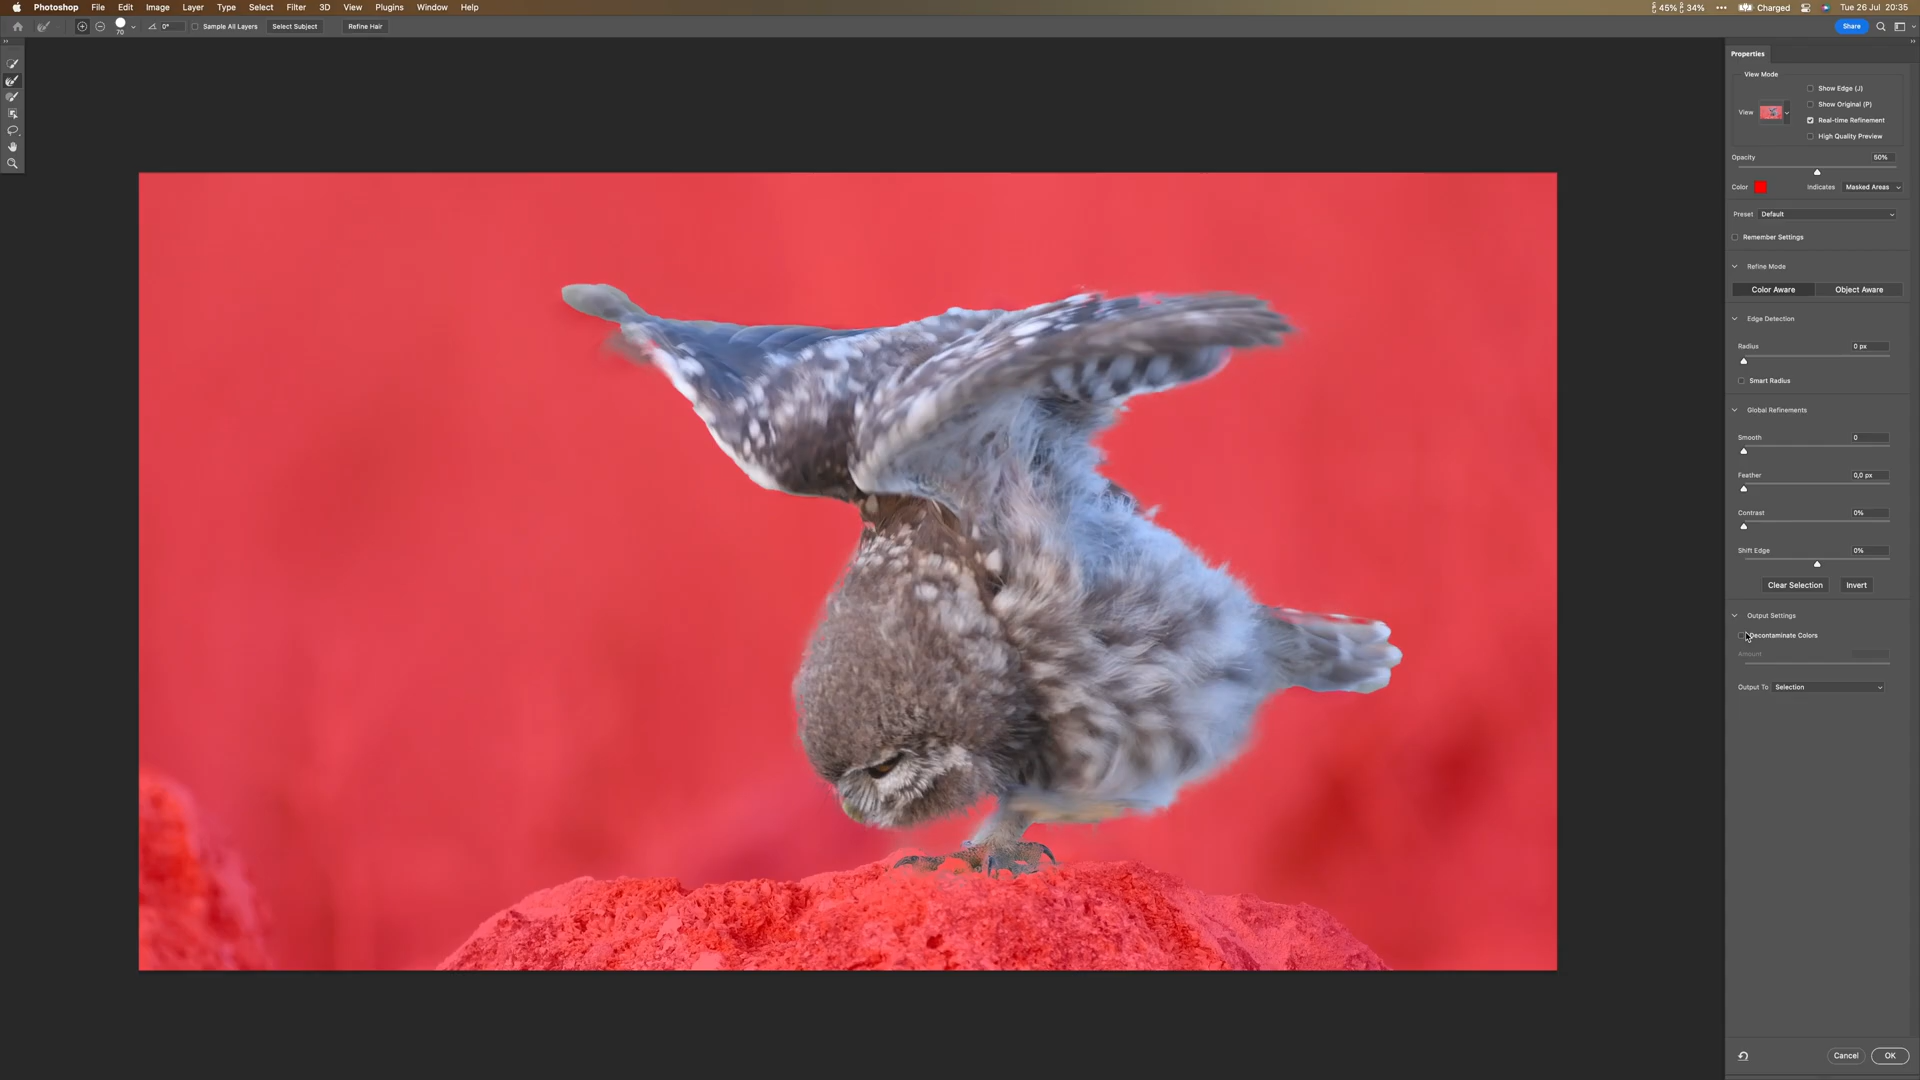 Photoshop File Edit Image Layer Type Select Filter 3D View Plugins Window Help 45% 34% Charged Tue 26 Jul 20:35
70 0° Sample All Layers Select Subject Refine Hair Share
Properties
View Mode
Show Edge (J)
Show Original (P)
View
Real-time Refinement
High Quality Preview
Opacity 50%
Color Indicates Masked Areas
Preset Default
Remember Settings
Refine Mode
Color Aware Object Aware
Edge Detection
Radius 0 px
Smart Radius
Global Refinements
Smooth 0
Feather 0,0 px
Contrast 0%
Shift Edge 0%
Clear Selection Invert
Output Settings
Decontaminate Colors
Amount
Output To Selection
Cancel OK